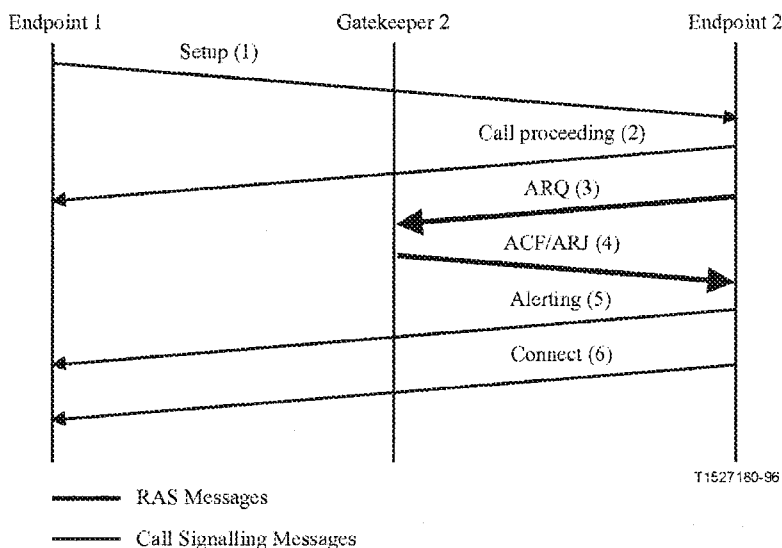 Endpoint 1
Gatekeeper 2
Endpoint 2
Setup (1)
Call proceeding (2)
ARQ (3)
ACF/ARJ (4)
Alerting (5)
Connect (6)
T1527160-96
RAS Messages
Call Signalling Messages